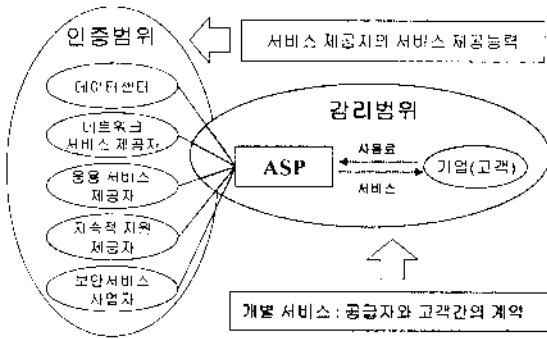 인증범위
서비스 제공자의 서비스 제공능력
데이터센터
네트워크
서비스 제공자
응용 서비스
제공자
지속적 지원
제공자
보안서비스
사업자
감리범위
ASP
사용료
서비스
기업(고객)
개별 서비스 : 공급자와 고객간의 계약